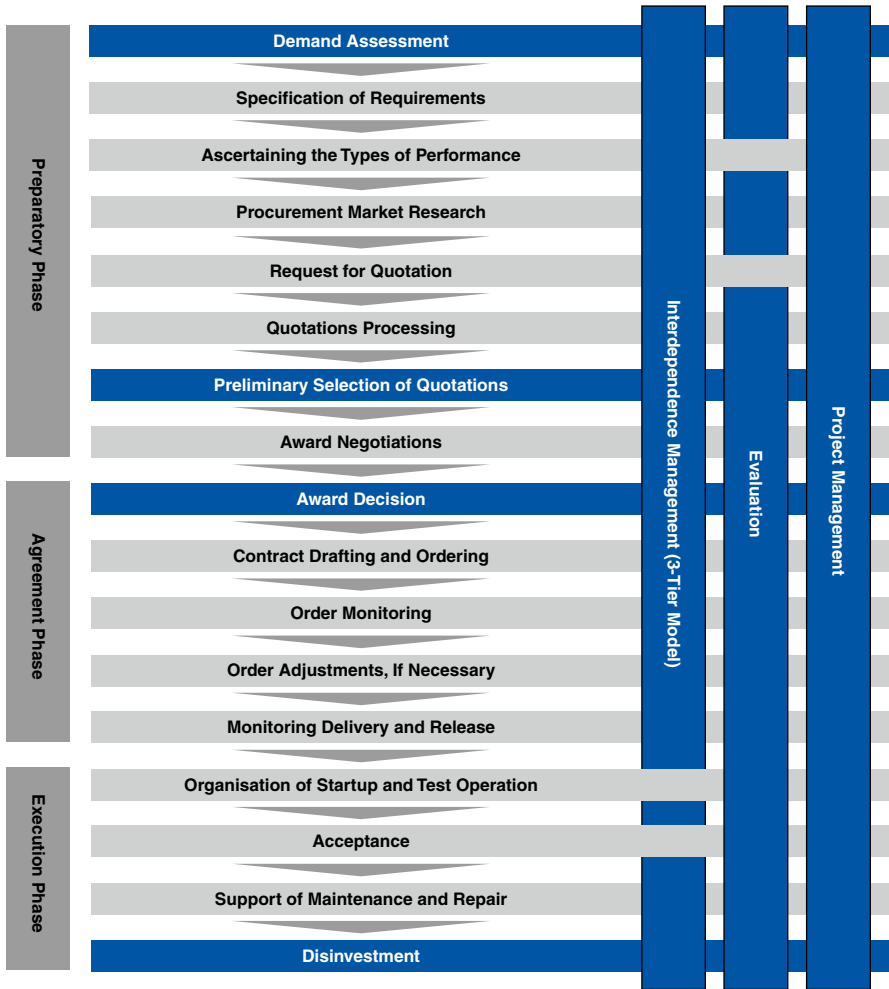 Preparatory Phase
Demand Assessment
Specification of Requirements
Ascertaining the Types of Performance
Procurement Market Research
Request for Quotation
Quotations Processing
Preliminary Selection of Quotations
Award Negotiations
Agreement Phase
Award Decision
Contract Drafting and Ordering
Order Monitoring
Order Adjustments, If Necessary
Monitoring Delivery and Release
Execution Phase
Organisation of Startup and Test Operation
Acceptance
Support of Maintenance and Repair
Disinvestment
Interdependence Management (3-Tier Model)
Evaluation
Project Management